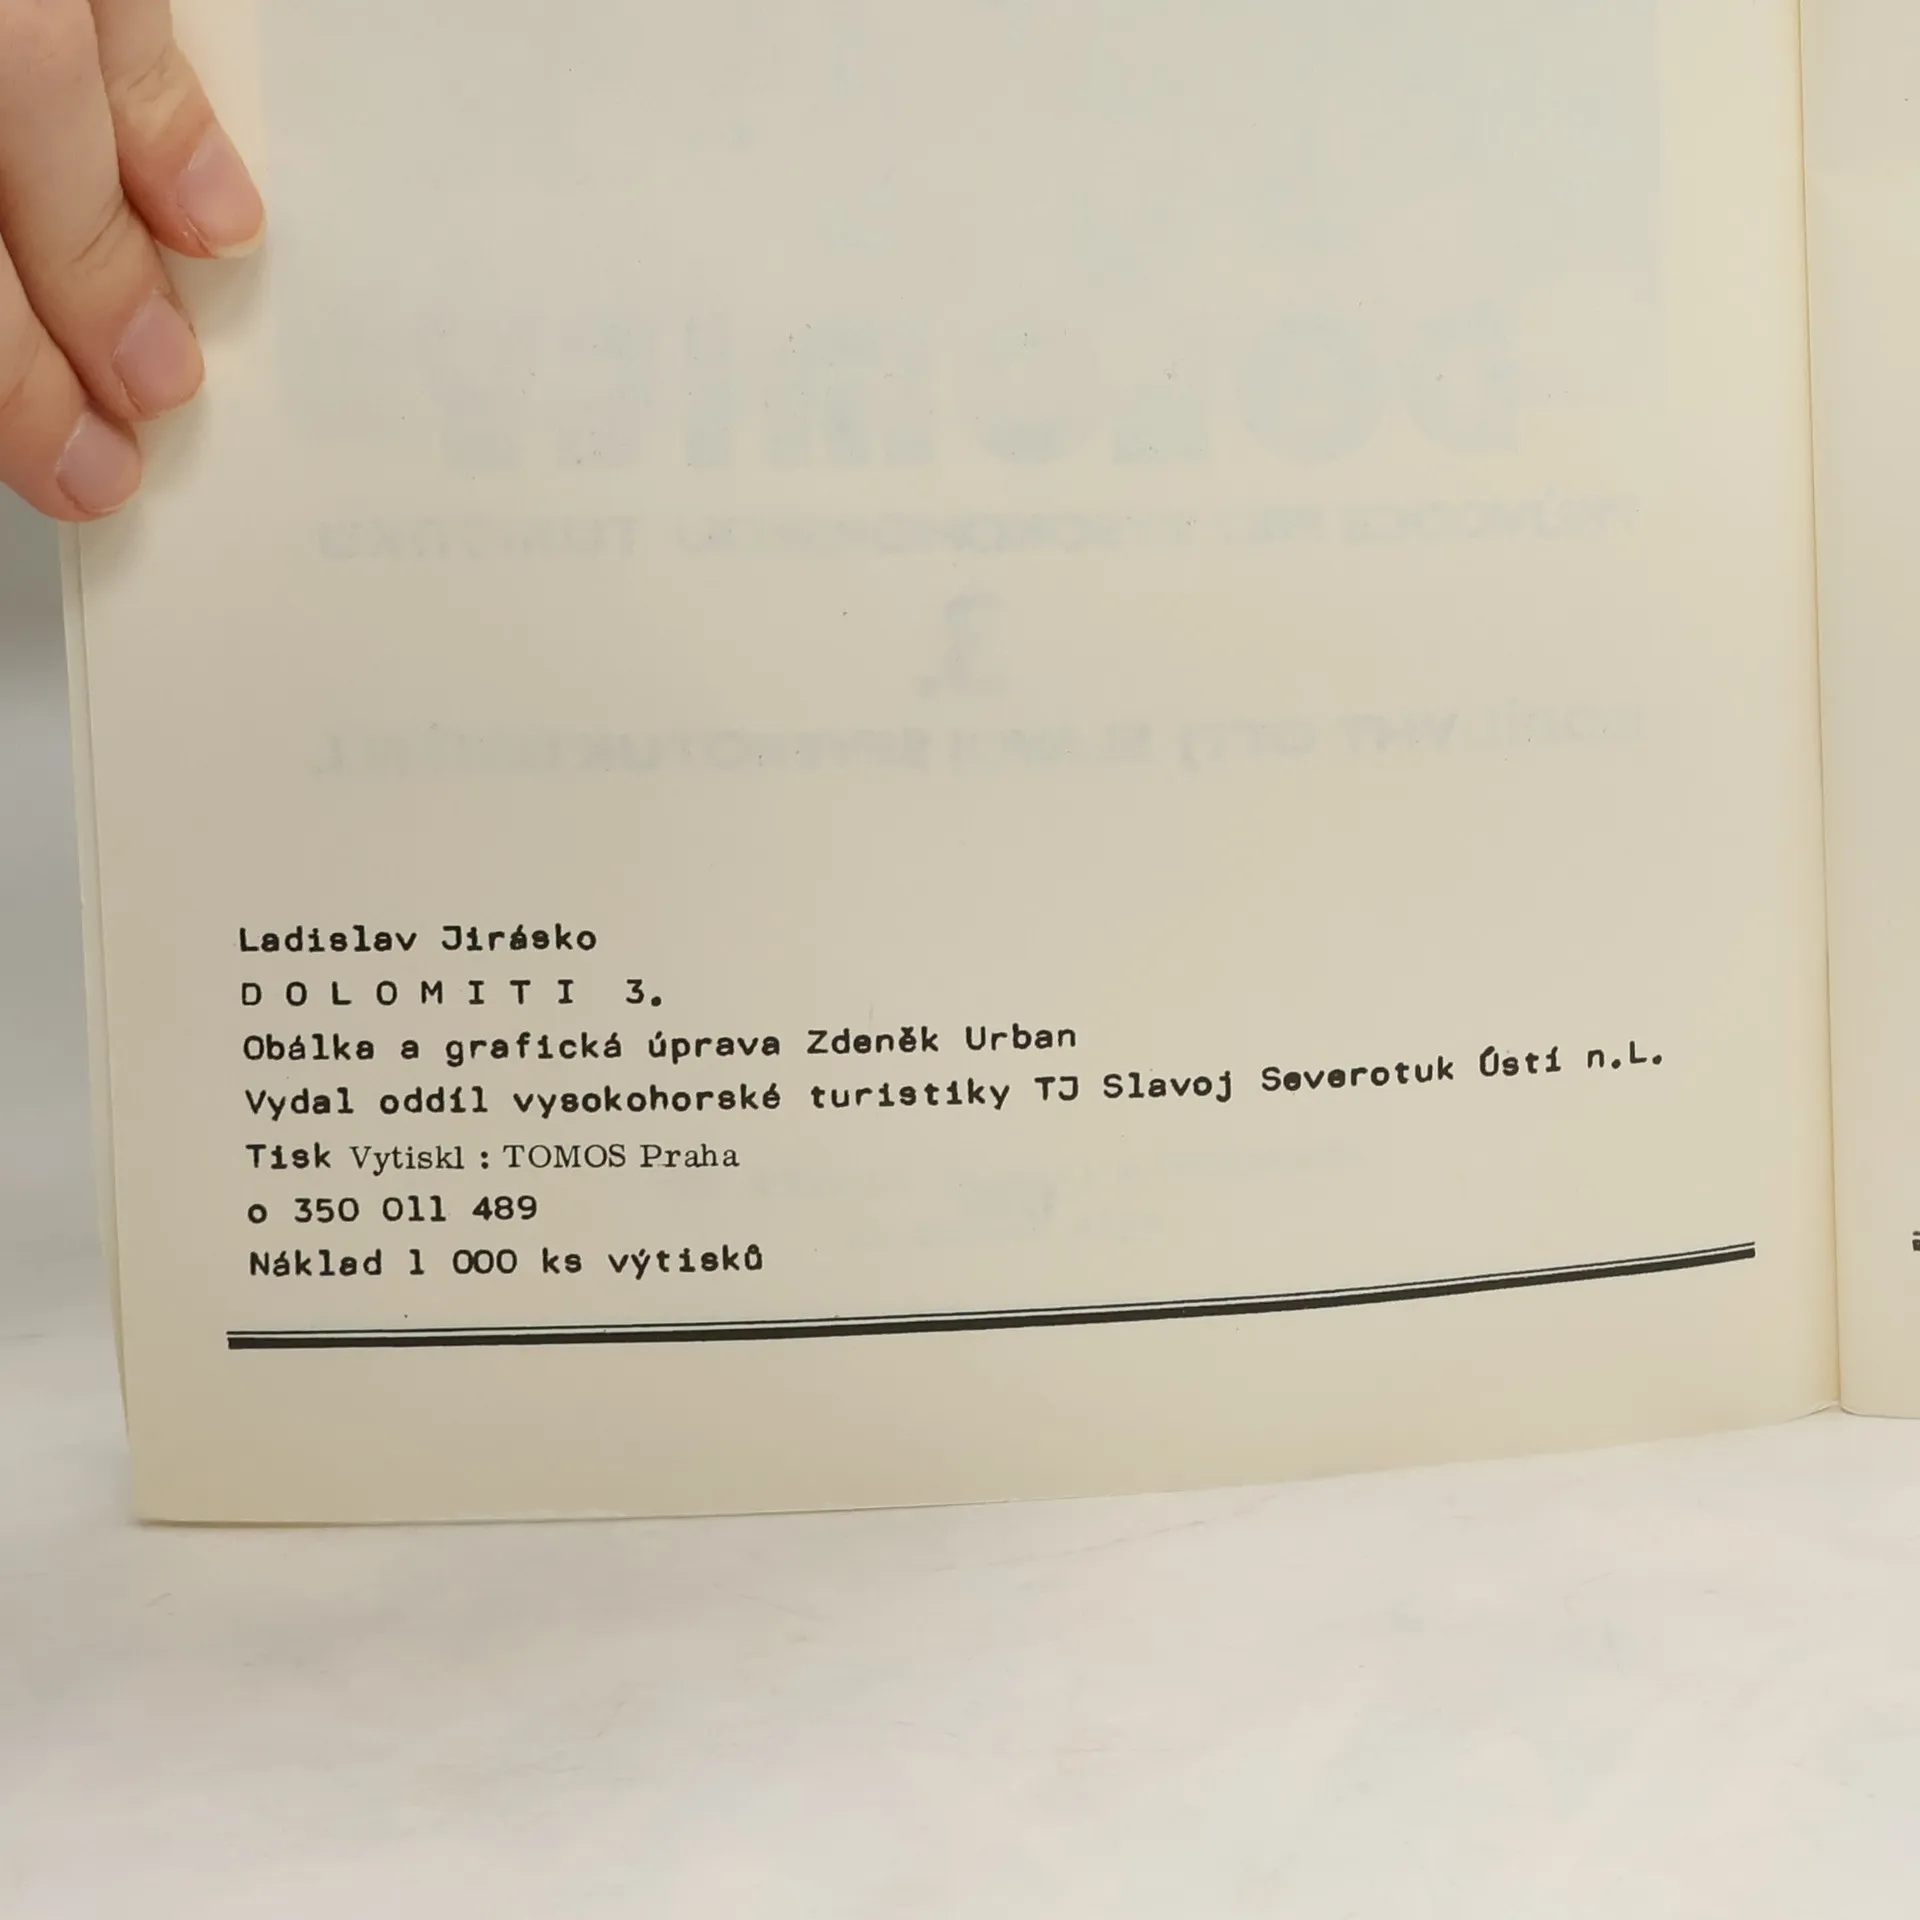 Ladislav Jirásko
D O L O M I T I 3.
Obálka a grafická úprava Zdeněk Urban
Vydal oddíl vysokohorské turistiky TJ Slavoj Severotuk Ústí n.L.
Tisk Vytiskl : TOMOS Praha
o 350 011 489
Náklad 1 000 ks výtisků